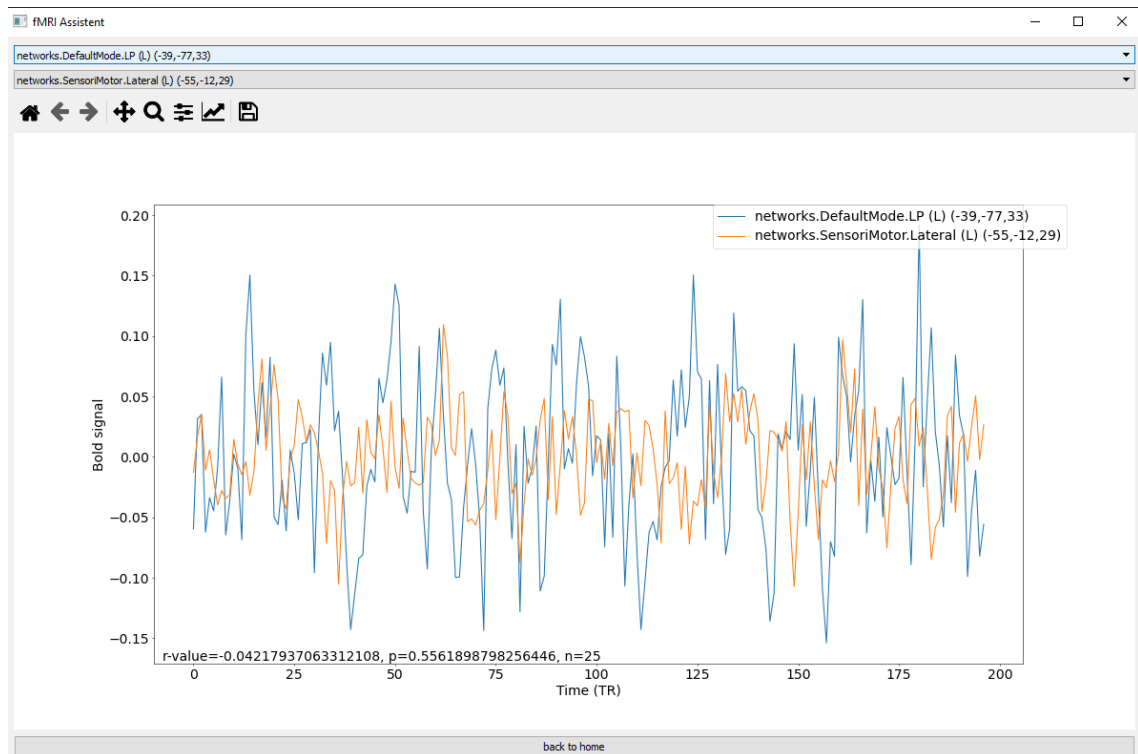 fMRI Assistent
networks.DefaultMode.LP (L) (-39,-77,33)
networks.SensoriMotor.Lateral (L) (-55,-12,29)
networks.DefaultMode.LP (L) (-39,-77,33)
networks.SensoriMotor.Lateral (L) (-55,-12,29)
0.20
0.15
0.10
0.05
0.00
−0.05
−0.10
−0.15
Bold signal
r-value=-0.04217937063312108, p=0.5561898798256446, n=25
0 25 50 75 100 125 150 175 200
Time (TR)
back to home